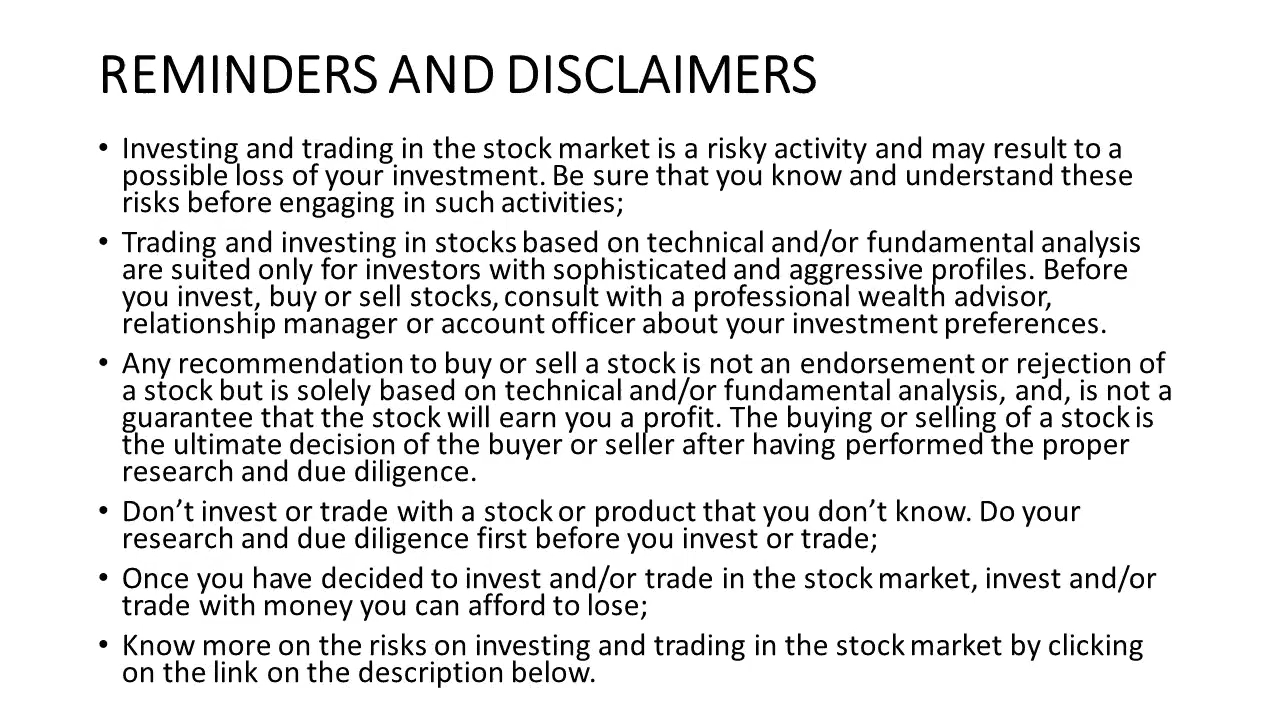 REMINDERS AND DISCLAIMERS
• Investing and trading in the stock market is a risky activity and may result to a
possible loss of your investment. Be sure that you know and understand these
risks before engaging in such activities;
• Trading and investing in stocks based on technical and/or fundamental analysis
are suited only for investors with sophisticated and aggressive profiles. Before
you invest, buy or sell stocks, consult with a professional wealth advisor,
relationship manager or account officer about your investment preferences.
• Any recommendation to buy or sell a stock is not an endorsement or rejection of
a stock but is solely based on technical and/or fundamental analysis, and, is not a
guarantee that the stock will earn you a profit. The buying or selling of a stock is
the ultimate decision of the buyer or seller after having performed the proper
research and due diligence.
• Don’t invest or trade with a stock or product that you don’t know. Do your
research and due diligence first before you invest or trade;
• Once you have decided to invest and/or trade in the stock market, invest and/or
trade with money you can afford to lose;
• Know more on the risks on investing and trading in the stock market by clicking
on the link on the description below.